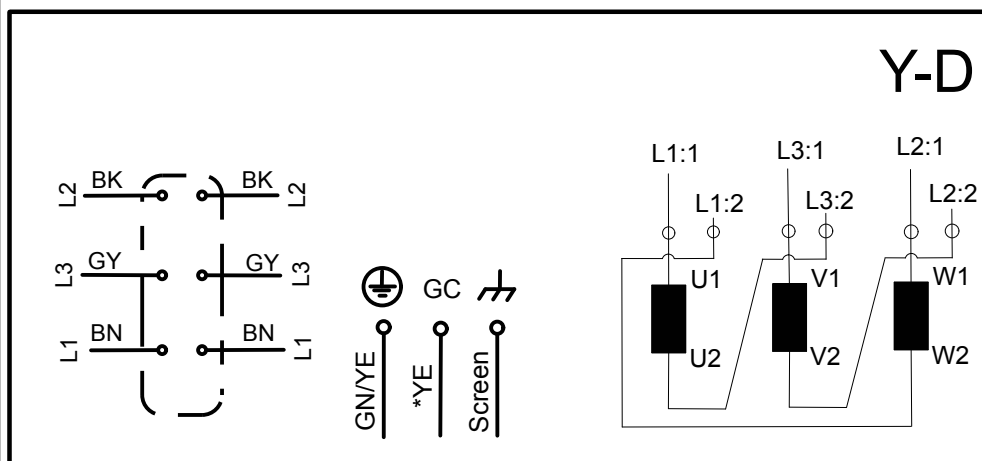 Y-D
L2 BK BK L2
L3 GY GY L3
L1 BN BN L1
GC
GN/YE *YE Screen
L1:1 L3:1 L2:1
L1:2 L3:2 L2:2
U1 V1 W1
U2 V2 W2